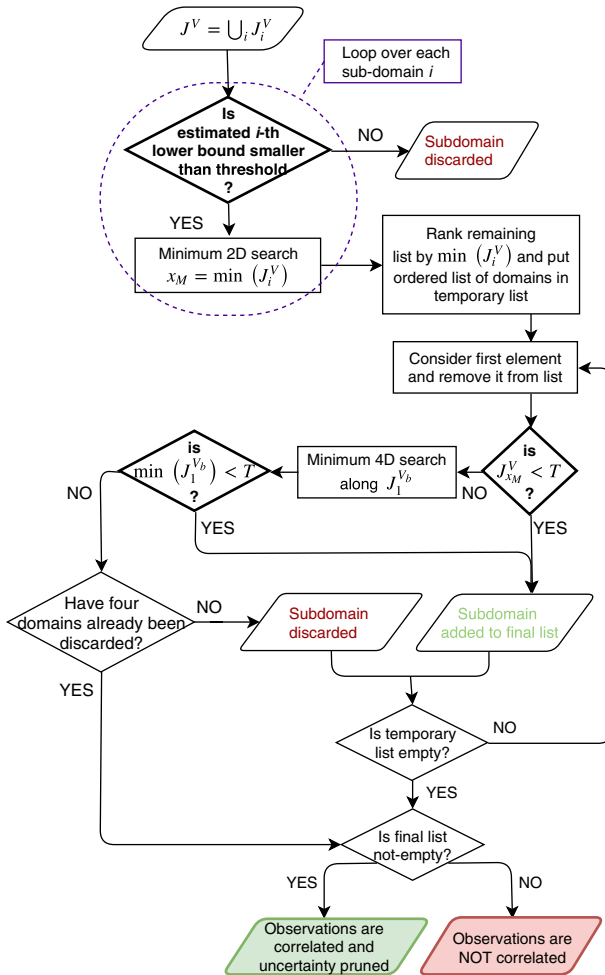 J^V = ⋃_i J_i^V
Loop over each
sub-domain i
Is
estimated i-th
lower bound smaller
than threshold
?
NO
Subdomain
discarded
YES
Minimum 2D search
x_M = min (J_i^V)
Rank remaining
list by min (J_i^V) and put
ordered list of domains in
temporary list
Consider first element
and remove it from list
is
J_{x_M}^V < T
?
NO
YES
Minimum 4D search
along J_1^{V_b}
is
min (J_1^{V_b}) < T
?
NO
YES
Have four
domains already been
discarded?
NO
YES
Subdomain
discarded
Subdomain
added to final list
Is temporary
list empty?
NO
YES
Is final list
not-empty?
YES
NO
Observations are
correlated and
uncertainty pruned
Observations are
NOT correlated